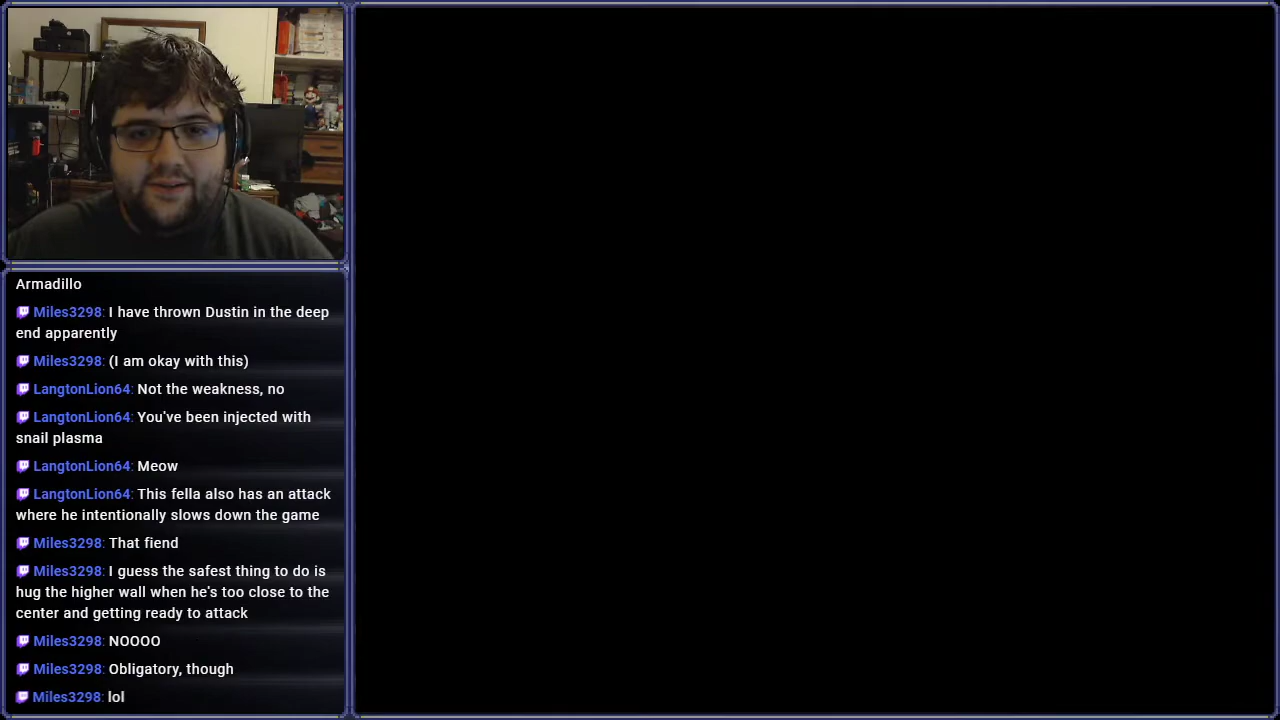 Armadillo
Miles3298: I have thrown Dustin in the deep
end apparently
Miles3298: (I am okay with this)
LangtonLion64: Not the weakness, no
LangtonLion64: You've been injected with
snail plasma
LangtonLion64: Meow
LangtonLion64: This fella also has an attack
where he intentionally slows down the game
Miles3298: That fiend
Miles3298: I guess the safest thing to do is
hug the higher wall when he's too close to the
center and getting ready to attack
Miles3298: NOOOO
Miles3298: Obligatory, though
Miles3298: lol